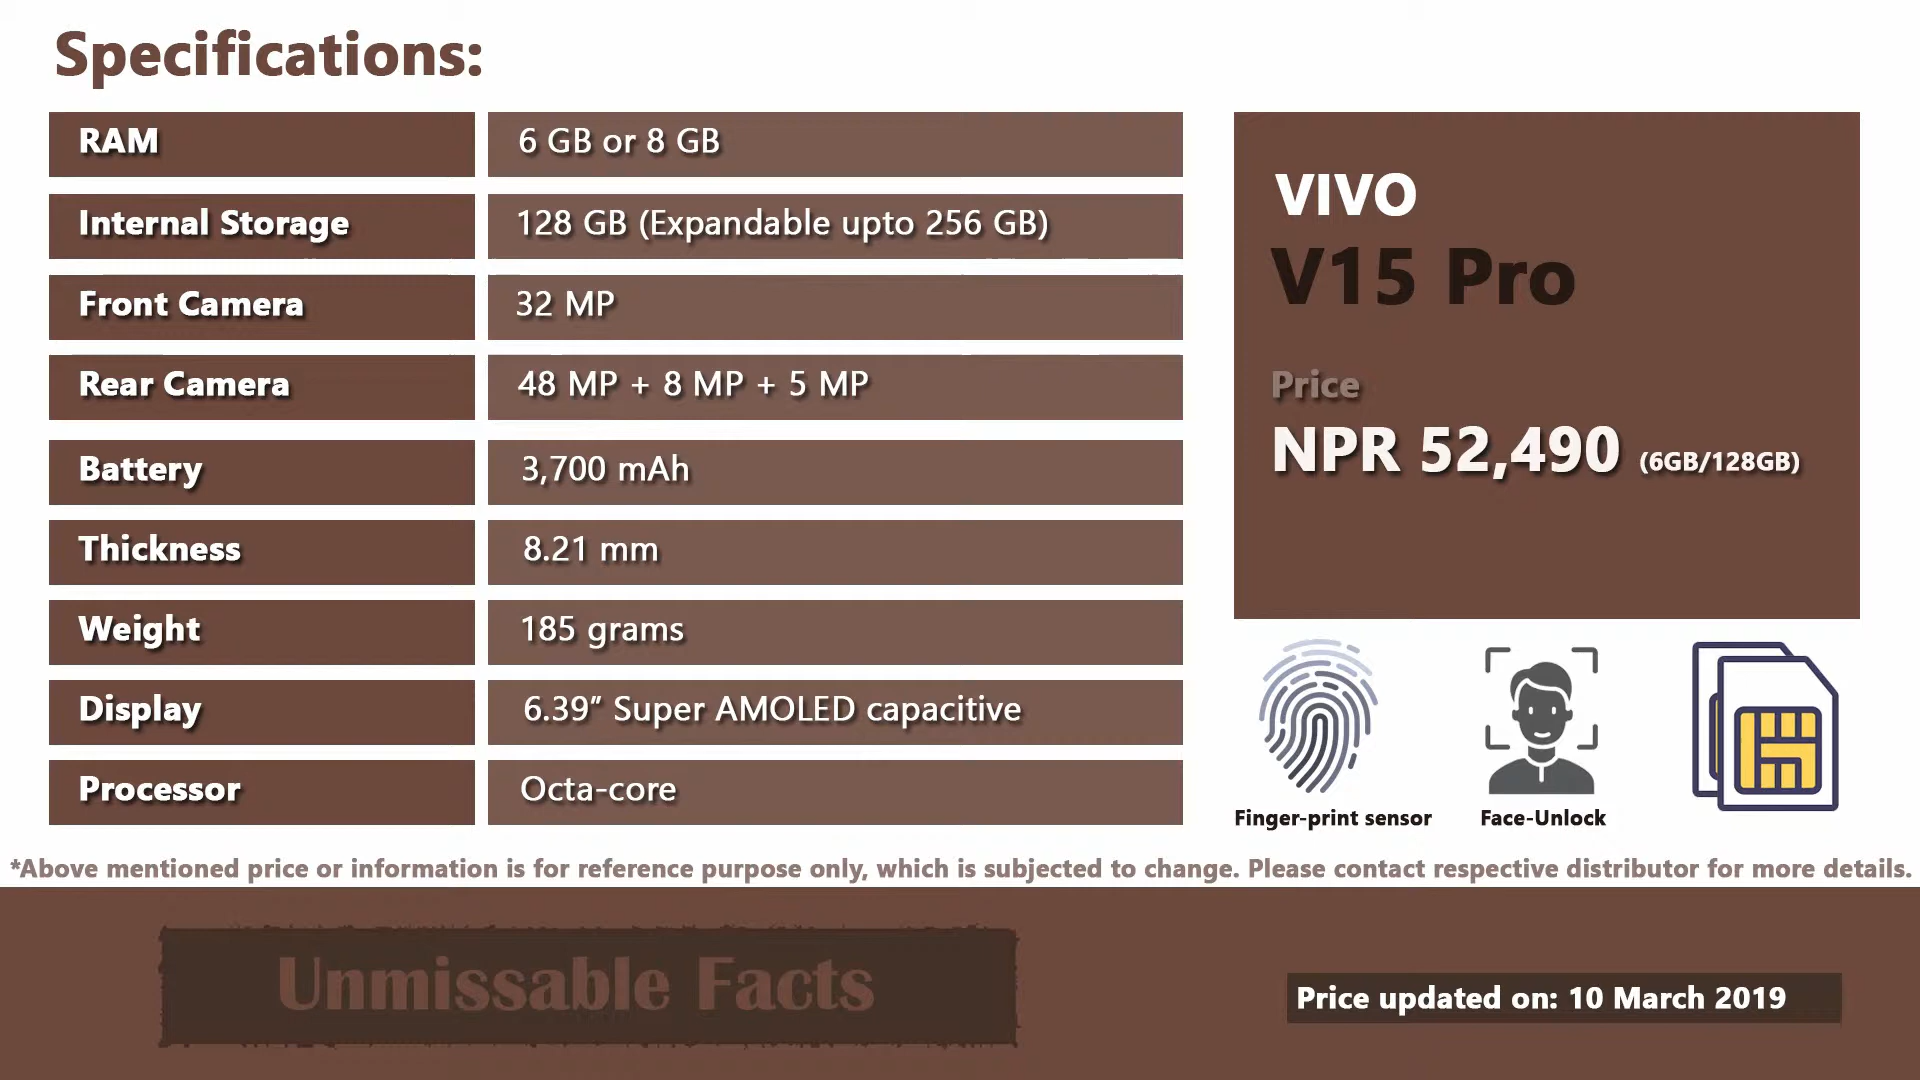 Specifications:
RAM 6 GB or 8 GB
Internal Storage 128 GB (Expandable upto 256 GB)
Front Camera 32 MP
Rear Camera 48 MP + 8 MP + 5 MP
Battery 3,700 mAh
Thickness 8.21 mm
Weight 185 grams
Display 6.39” Super AMOLED capacitive
Processor Octa-core
VIVO
V15 Pro
Price
NPR 52,490 (6GB/128GB)
Finger-print sensor Face-Unlock
*Above mentioned price or information is for reference purpose only, which is subjected to change. Please contact respective distributor for more details.
Unmissable Facts
Price updated on: 10 March 2019